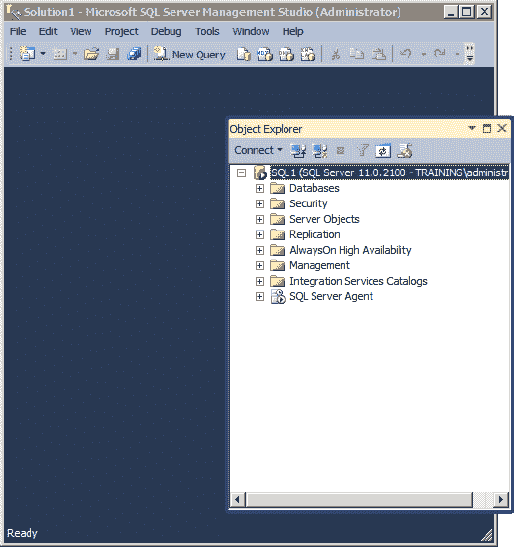 Solution1 - Microsoft SQL Server Management Studio (Administrator)
File Edit View Project Debug Tools Window Help
New Query
Object Explorer
Connect
SQL1 (SQL Server 11.0.2100 - TRAINING\administr
Databases
Security
Server Objects
Replication
AlwaysOn High Availability
Management
Integration Services Catalogs
SQL Server Agent
Ready